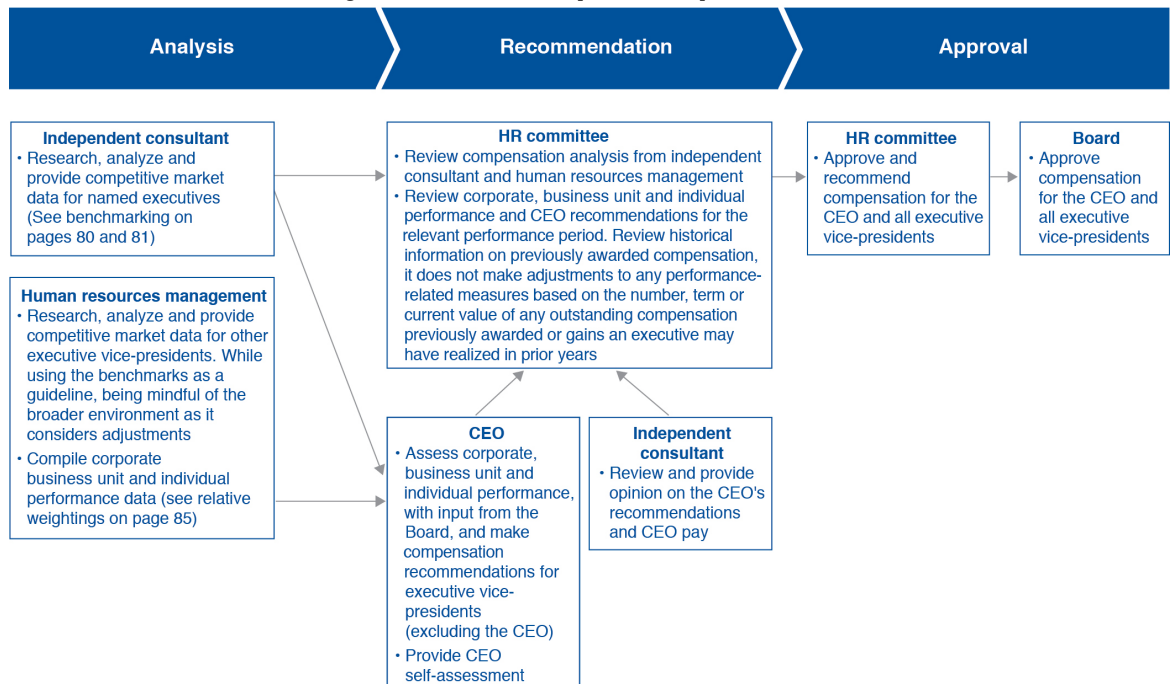 Analysis
Recommendation
Approval
Independent consultant
• Research, analyze and
provide competitive market
data for named executives
(See benchmarking on
pages 80 and 81)
Human resources management
• Research, analyze and provide
competitive market data for other
executive vice-presidents. While
using the benchmarks as a
guideline, being mindful of the
broader environment as it
considers adjustments
• Compile corporate
business unit and individual
performance data (see relative
weightings on page 85)
HR committee
• Review compensation analysis from independent
consultant and human resources management
• Review corporate, business unit and individual
performance and CEO recommendations for the
relevant performance period. Review historical
information on previously awarded compensation,
it does not make adjustments to any performance-
related measures based on the number, term or
current value of any outstanding compensation
previously awarded or gains an executive may
have realized in prior years
CEO
• Assess corporate,
business unit and
individual performance,
with input from the
Board, and make
compensation
recommendations for
executive vice-
presidents
(excluding the CEO)
• Provide CEO
self-assessment
Independent
consultant
• Review and provide
opinion on the CEO's
recommendations
and CEO pay
HR committee
• Approve and
recommend
compensation for the
CEO and all executive
vice-presidents
Board
• Approve
compensation
for the CEO and
all executive
vice-presidents